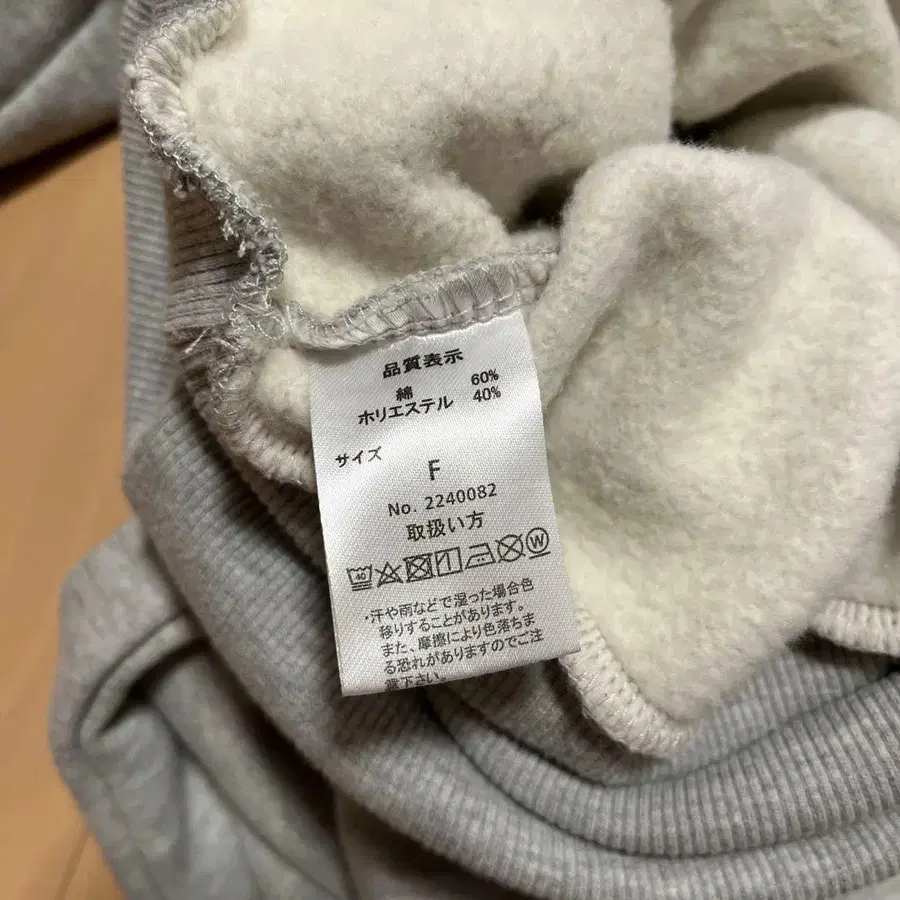 品質表示
綿 60%
ポリエステル 40%
サイズ
F
No. 2240082
取扱い方
40 W
・汗や雨などで湿った場合色
移りすることがあります。
また、摩擦により色落ちま
る恐れがありますのでご注
意下さい。